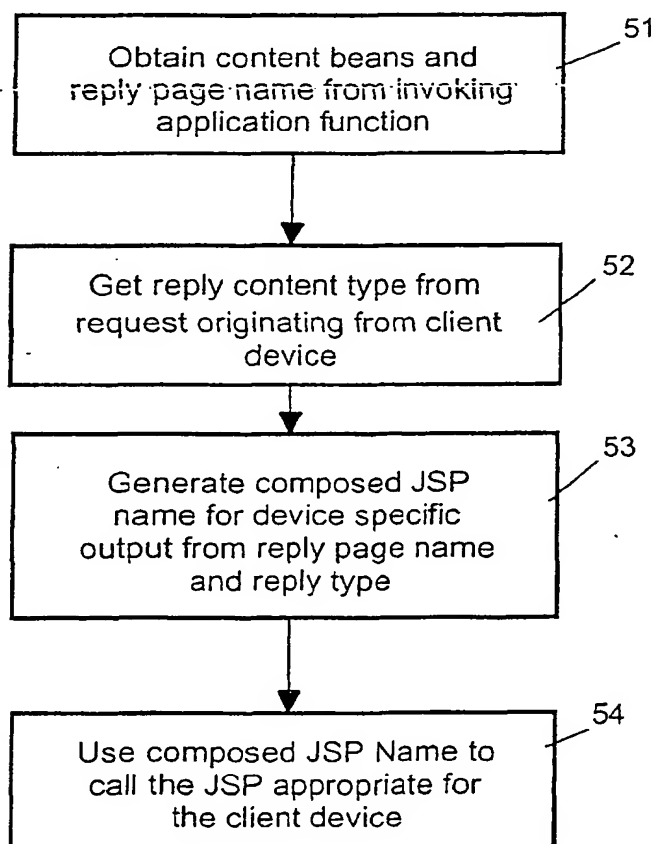 51
Obtain content beans and
reply page name from invoking
application function
52
Get reply content type from
request originating from client
device
53
Generate composed JSP
name for device specific
output from reply page name
and reply type
54
Use composed JSP Name to
call the JSP appropriate for
the client device